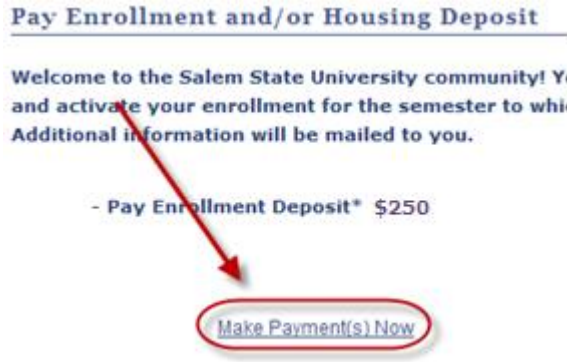 Pay Enrollment and/or Housing Deposit
Welcome to the Salem State University community!
and activate your enrollment for the semester to
Additional information will be mailed to you.
- Pay Enrollment Deposit* $250
Make Payment(s) Now